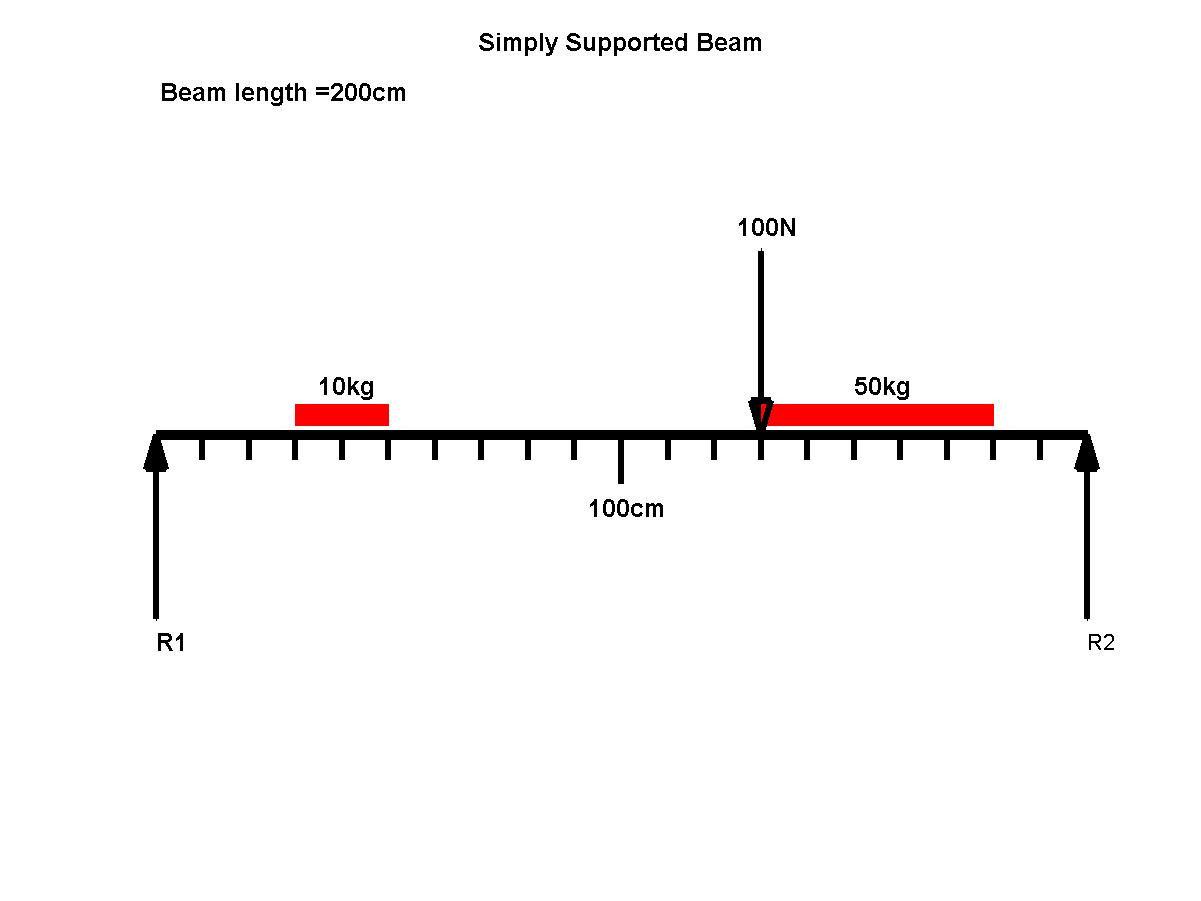 Simply Supported Beam
Beam length =200cm
100N
10kg
50kg
100cm
R1
R2